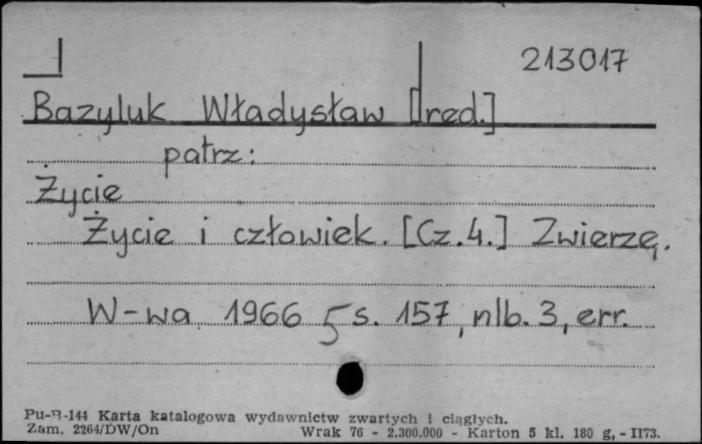 213017
Bazyluk Władysław [red.]
patrz:
Życie
Życie i człowiek. [Cz.4.] Zwierzę.
W-wa 1966 5 s. 157, nlb. 3, err.
Pu-B-144 Karta katalogowa wydawnictw zwartych i ciągłych.
Zam. 2264/DW/On Wrak 76 - 2.300.000 - Karton 5 kl. 180 g, - II73.